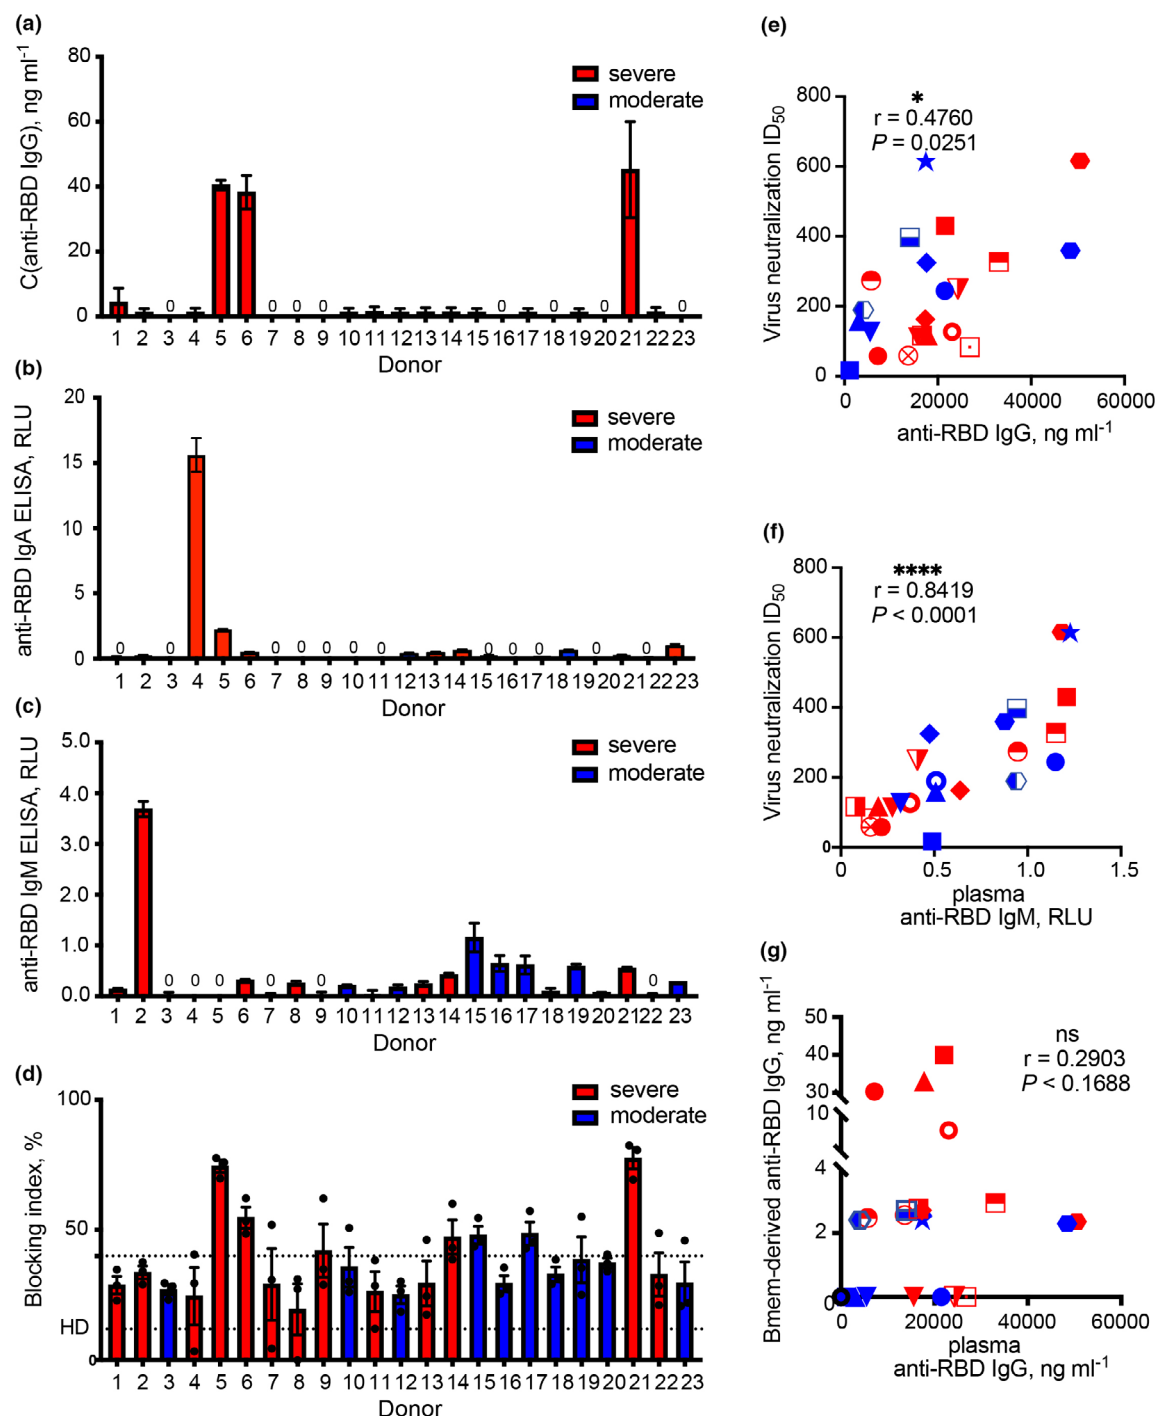 (a)
C(anti-RBD IgG), ng ml⁻¹
80
60
40
20
0
severe
moderate
0 0 0 0 0 0 0 0
1 2 3 4 5 6 7 8 9 10 11 12 13 14 15 16 17 18 19 20 21 22 23
Donor
(b)
anti-RBD IgA ELISA, RLU
20
15
10
5
0
severe
moderate
0 0 0 0 0 0 0 0 0 0 0 0
1 2 3 4 5 6 7 8 9 10 11 12 13 14 15 16 17 18 19 20 21 22 23
Donor
(c)
anti-RBD IgM ELISA, RLU
5.0
4.0
3.0
2.0
1.0
0.0
severe
moderate
0 0 0 0 0 0
1 2 3 4 5 6 7 8 9 10 11 12 13 14 15 16 17 18 19 20 21 22 23
Donor
(d)
Blocking index, %
100
50
HD
0
severe
moderate
1 2 3 4 5 6 7 8 9 10 11 12 13 14 15 16 17 18 19 20 21 22 23
Donor
(e)
Virus neutralization ID₅₀
800
600
400
200
0
*
r = 0.4760
P = 0.0251
0 20000 40000 60000
anti-RBD IgG, ng ml⁻¹
(f)
Virus neutralization ID₅₀
800
600
400
200
0
****
r = 0.8419
P < 0.0001
0 0.5 1.0 1.5
plasma
anti-RBD IgM, RLU
(g)
Bmem-derived anti-RBD IgG, ng ml⁻¹
50
40
30
10
4
2
0
ns
r = 0.2903
P < 0.1688
0 20000 40000 60000
plasma
anti-RBD IgG, ng ml⁻¹